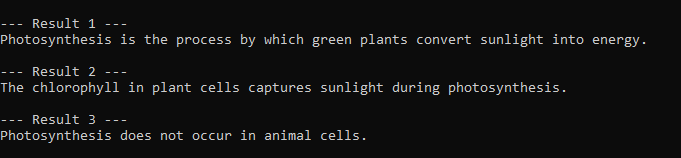 --- Result 1 ---
Photosynthesis is the process by which green plants convert sunlight into energy.
--- Result 2 ---
The chlorophyll in plant cells captures sunlight during photosynthesis.
--- Result 3 ---
Photosynthesis does not occur in animal cells.